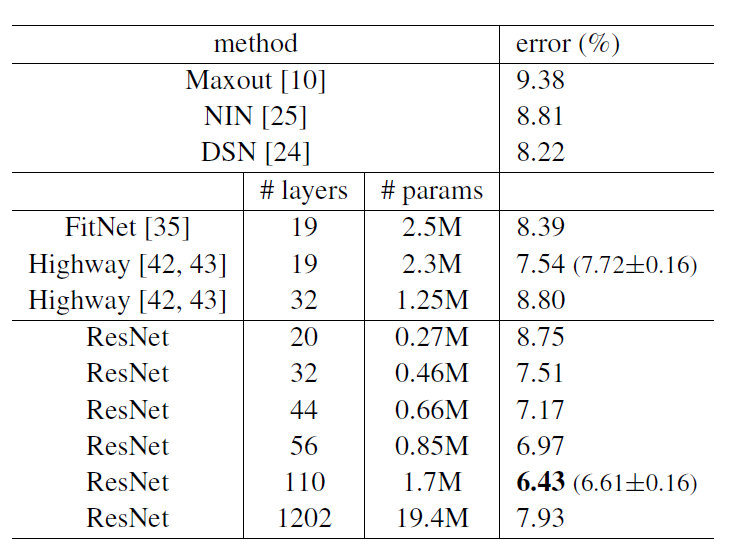 method error (%)
Maxout [10] 9.38
NIN [25] 8.81
DSN [24] 8.22
# layers # params
FitNet [35] 19 2.5M 8.39
Highway [42, 43] 19 2.3M 7.54 (7.72±0.16)
Highway [42, 43] 32 1.25M 8.80
ResNet 20 0.27M 8.75
ResNet 32 0.46M 7.51
ResNet 44 0.66M 7.17
ResNet 56 0.85M 6.97
ResNet 110 1.7M 6.43 (6.61±0.16)
ResNet 1202 19.4M 7.93